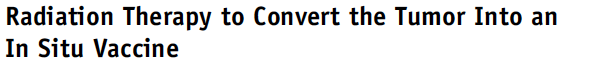 Radiation Therapy to Convert the Tumor Into an
In Situ Vaccine